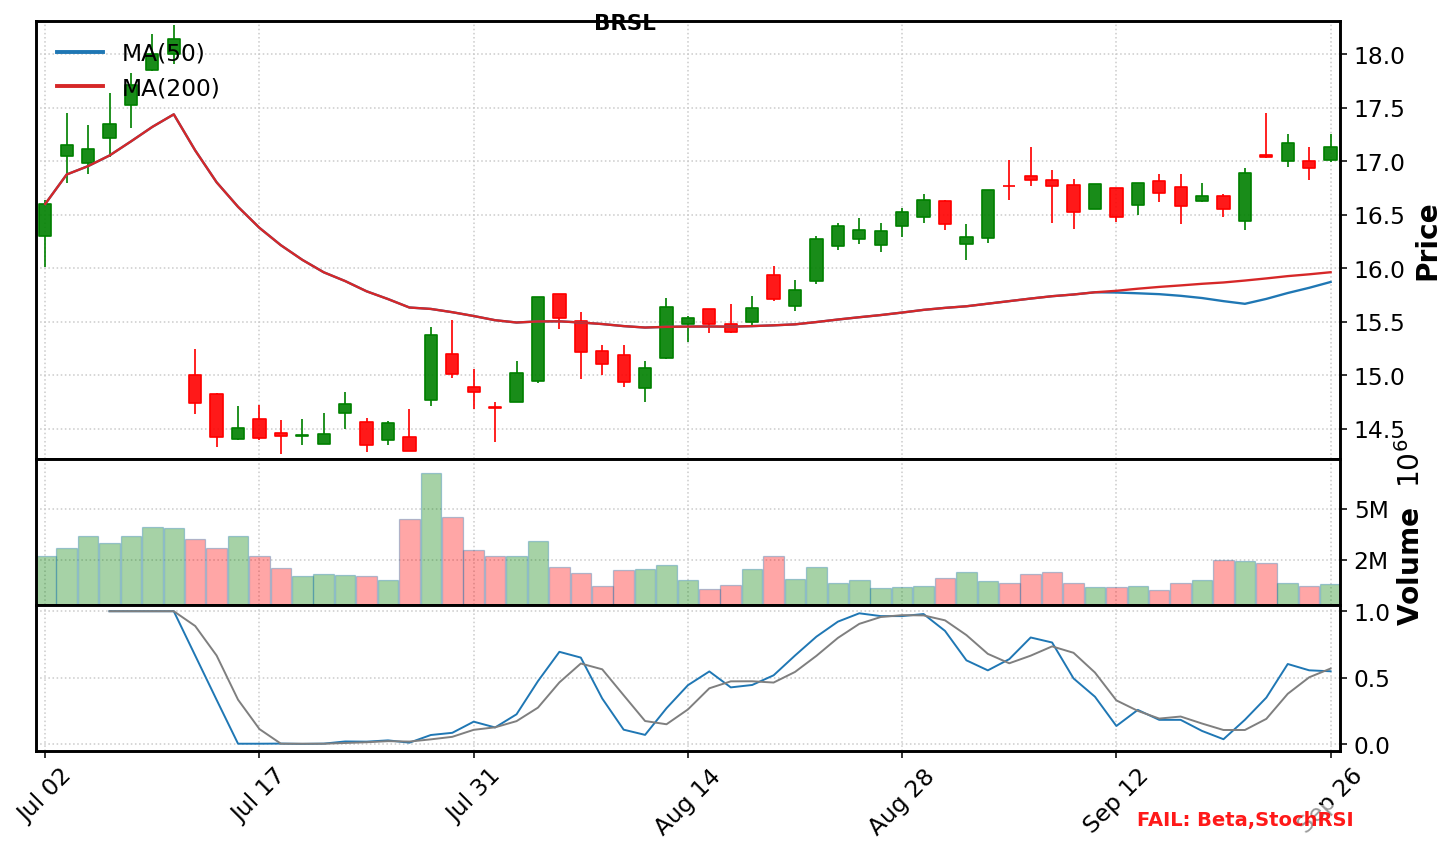 BRSL
MA(50)
MA(200)
18.0
17.5
17.0
16.5
16.0
15.5
15.0
14.5
Price
10^6
Volume
5M
2M
1.0
0.5
0.0
Jul 02
Jul 17
Jul 31
Aug 14
Aug 28
Sep 12
Sep 26
FAIL: Beta,StochRSI